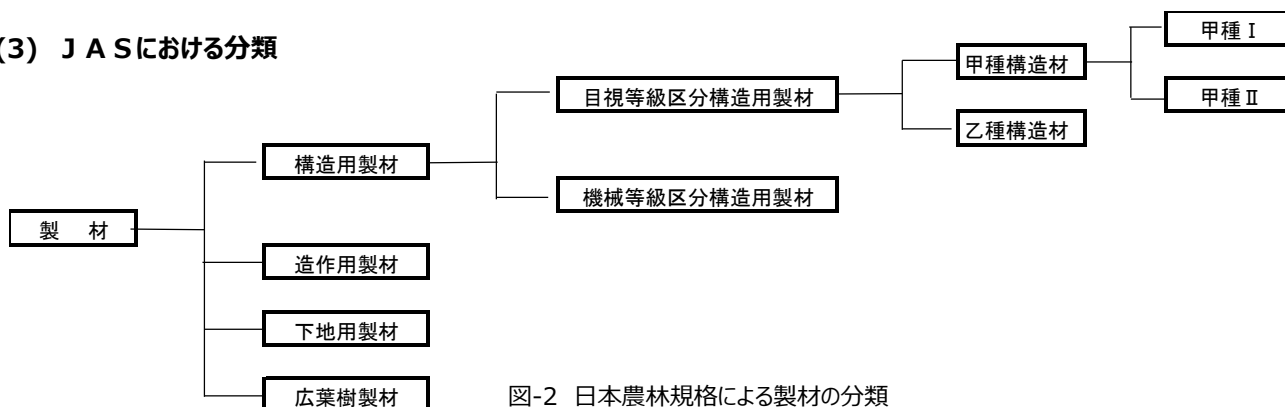 (3) ＪＡＳにおける分類
甲種Ⅰ
甲種構造材
目視等級区分構造用製材
甲種Ⅱ
乙種構造材
構造用製材
機械等級区分構造用製材
製　材
造作用製材
下地用製材
広葉樹製材
図-2 日本農林規格による製材の分類